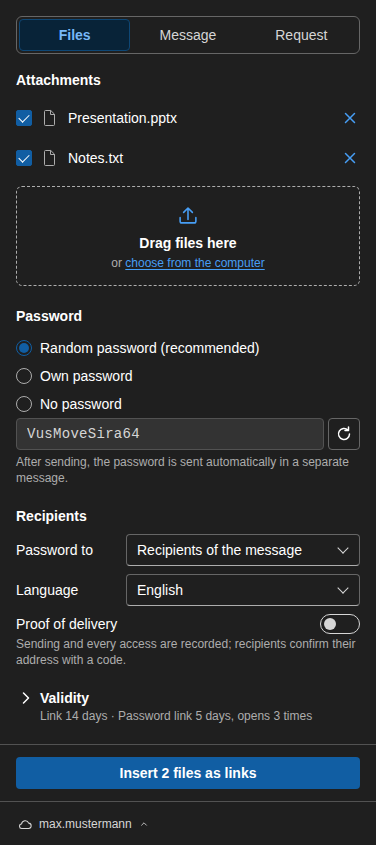 Files
Message
Request
Attachments
Presentation.pptx
Notes.txt
Drag files here
or choose from the computer
Password
Random password (recommended)
Own password
No password
VusMoveSira64
After sending, the password is sent automatically in a separate
message.
Recipients
Password to
Recipients of the message
Language
English
Proof of delivery
Sending and every access are recorded; recipients confirm their
address with a code.
Validity
Link 14 days · Password link 5 days, opens 3 times
Insert 2 files as links
max.mustermann